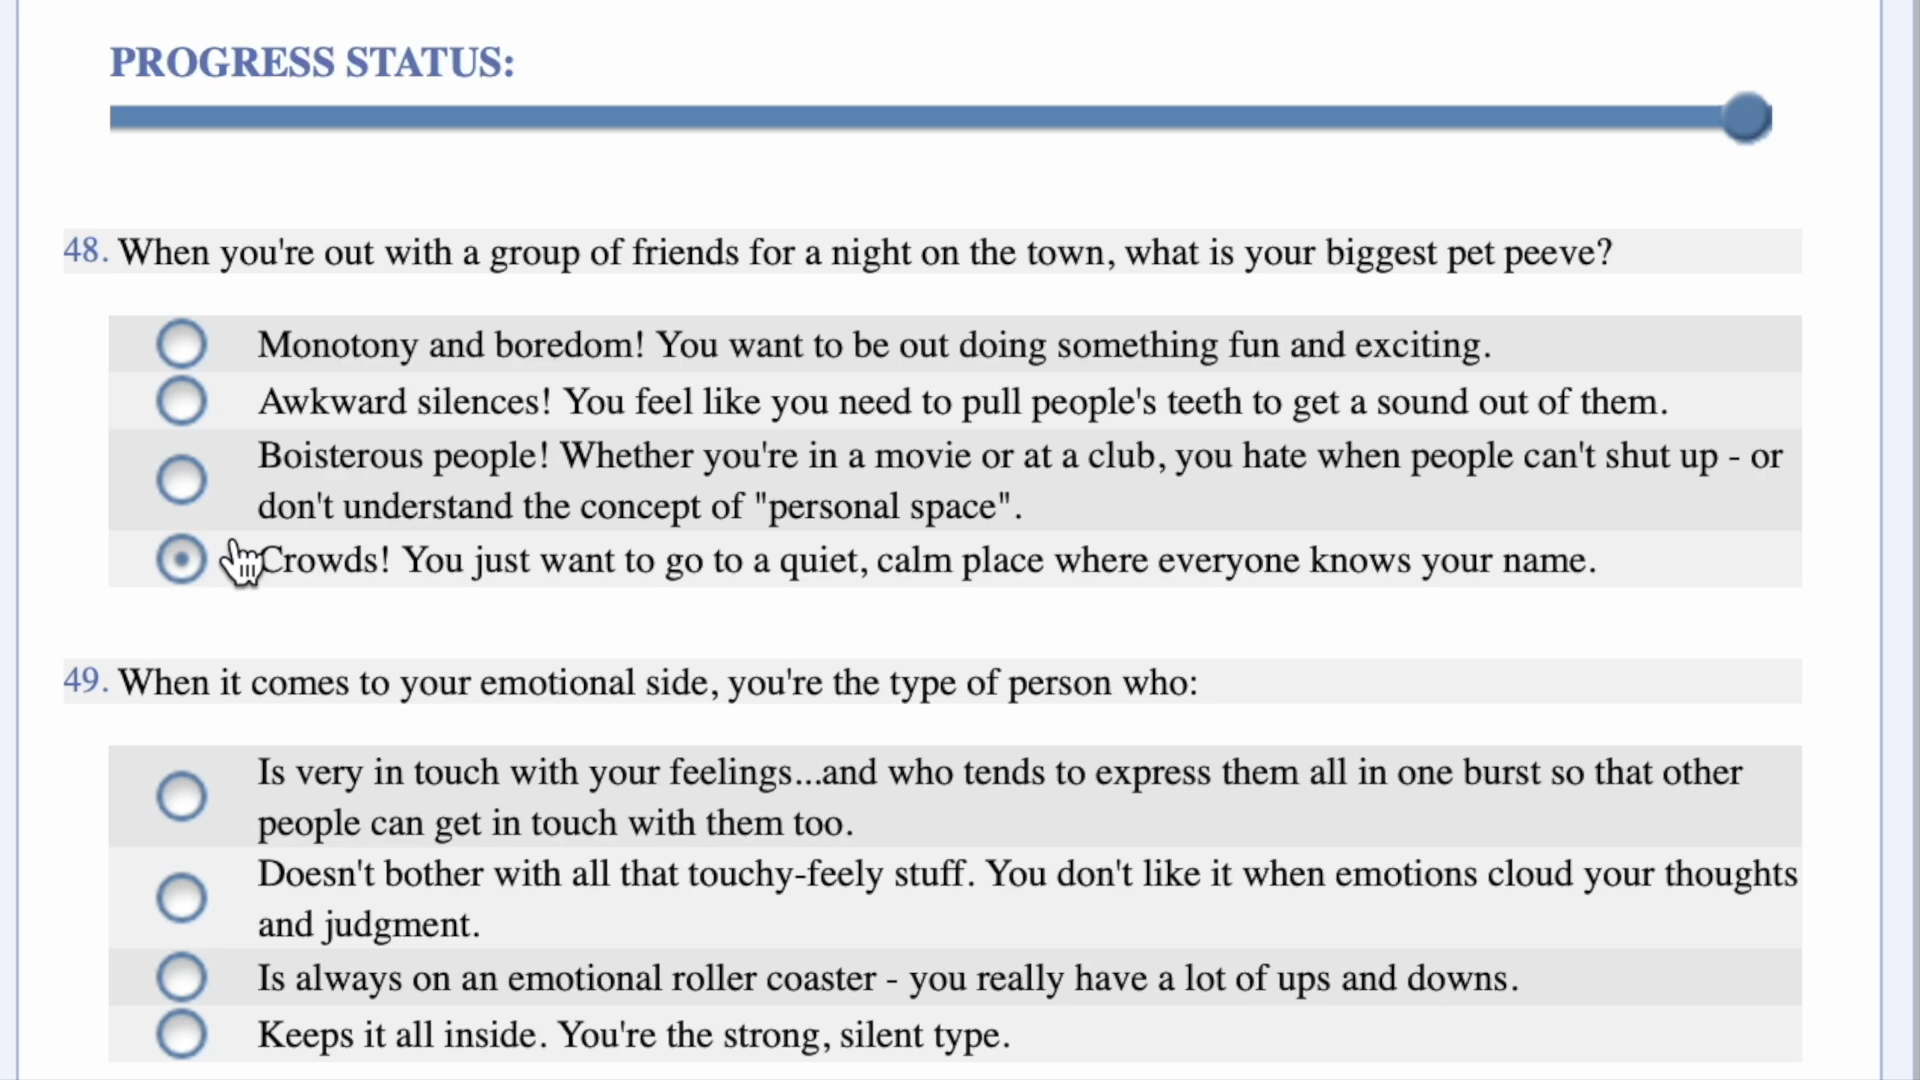 PROGRESS STATUS:
48. When you're out with a group of friends for a night on the town, what is your biggest pet peeve?
Monotony and boredom! You want to be out doing something fun and exciting.
Awkward silences! You feel like you need to pull people's teeth to get a sound out of them.
Boisterous people! Whether you're in a movie or at a club, you hate when people can't shut up - or
don't understand the concept of "personal space".
Crowds! You just want to go to a quiet, calm place where everyone knows your name.
49. When it comes to your emotional side, you're the type of person who:
Is very in touch with your feelings...and who tends to express them all in one burst so that other
people can get in touch with them too.
Doesn't bother with all that touchy-feely stuff. You don't like it when emotions cloud your thoughts
and judgment.
Is always on an emotional roller coaster - you really have a lot of ups and downs.
Keeps it all inside. You're the strong, silent type.